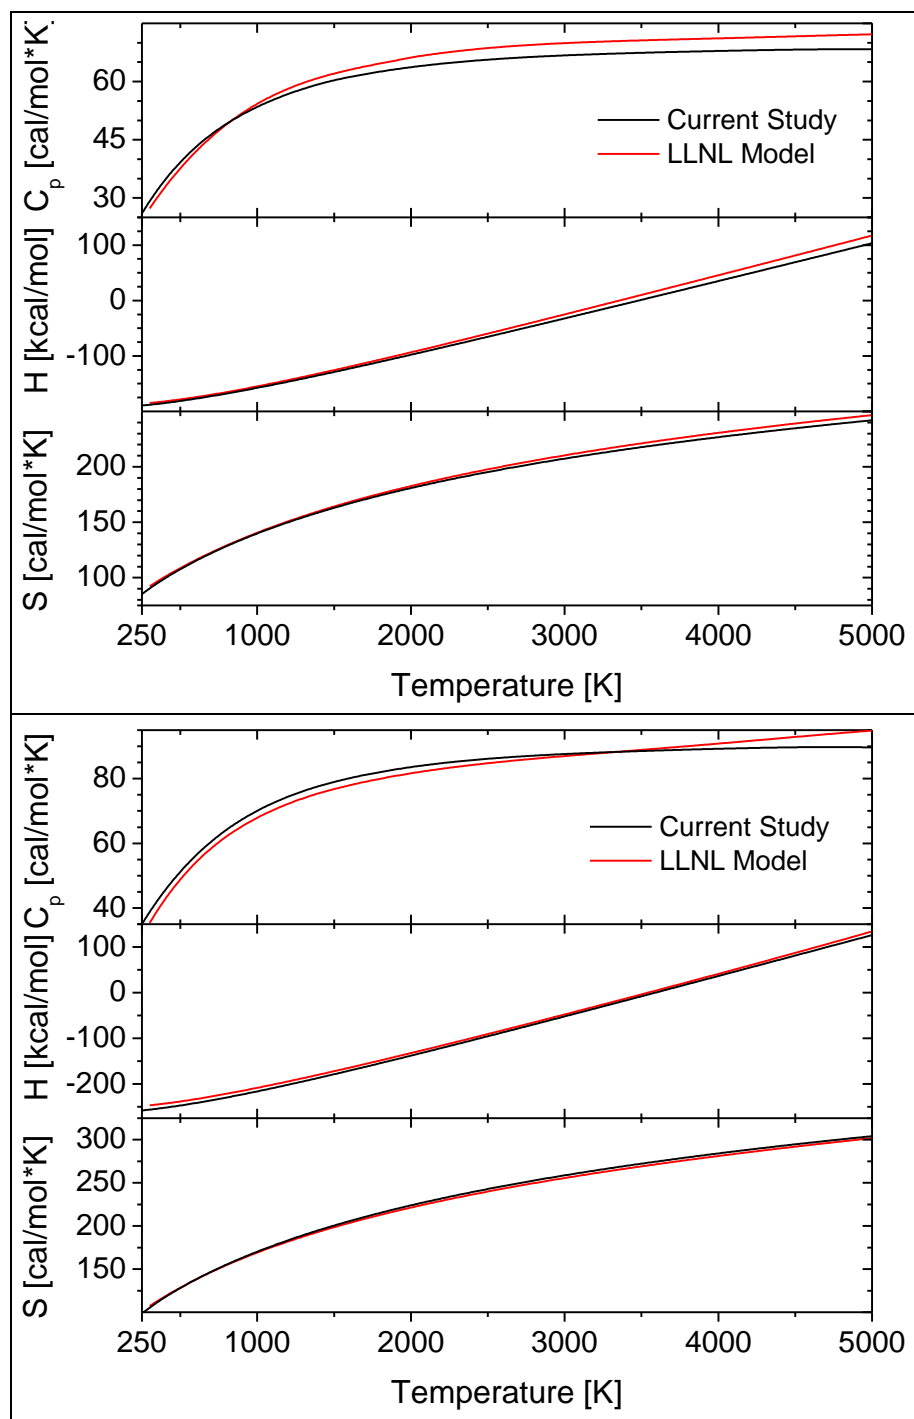 C_p [cal/mol*K]
60
45
30
Current Study
LLNL Model
H [kcal/mol]
100
0
-100
S [cal/mol*K]
200
150
100
250 1000 2000 3000 4000 5000
Temperature [K]
C_p [cal/mol*K]
80
60
40
Current Study
LLNL Model
H [kcal/mol]
100
0
-100
-200
S [cal/mol*K]
300
250
200
150
250 1000 2000 3000 4000 5000
Temperature [K]